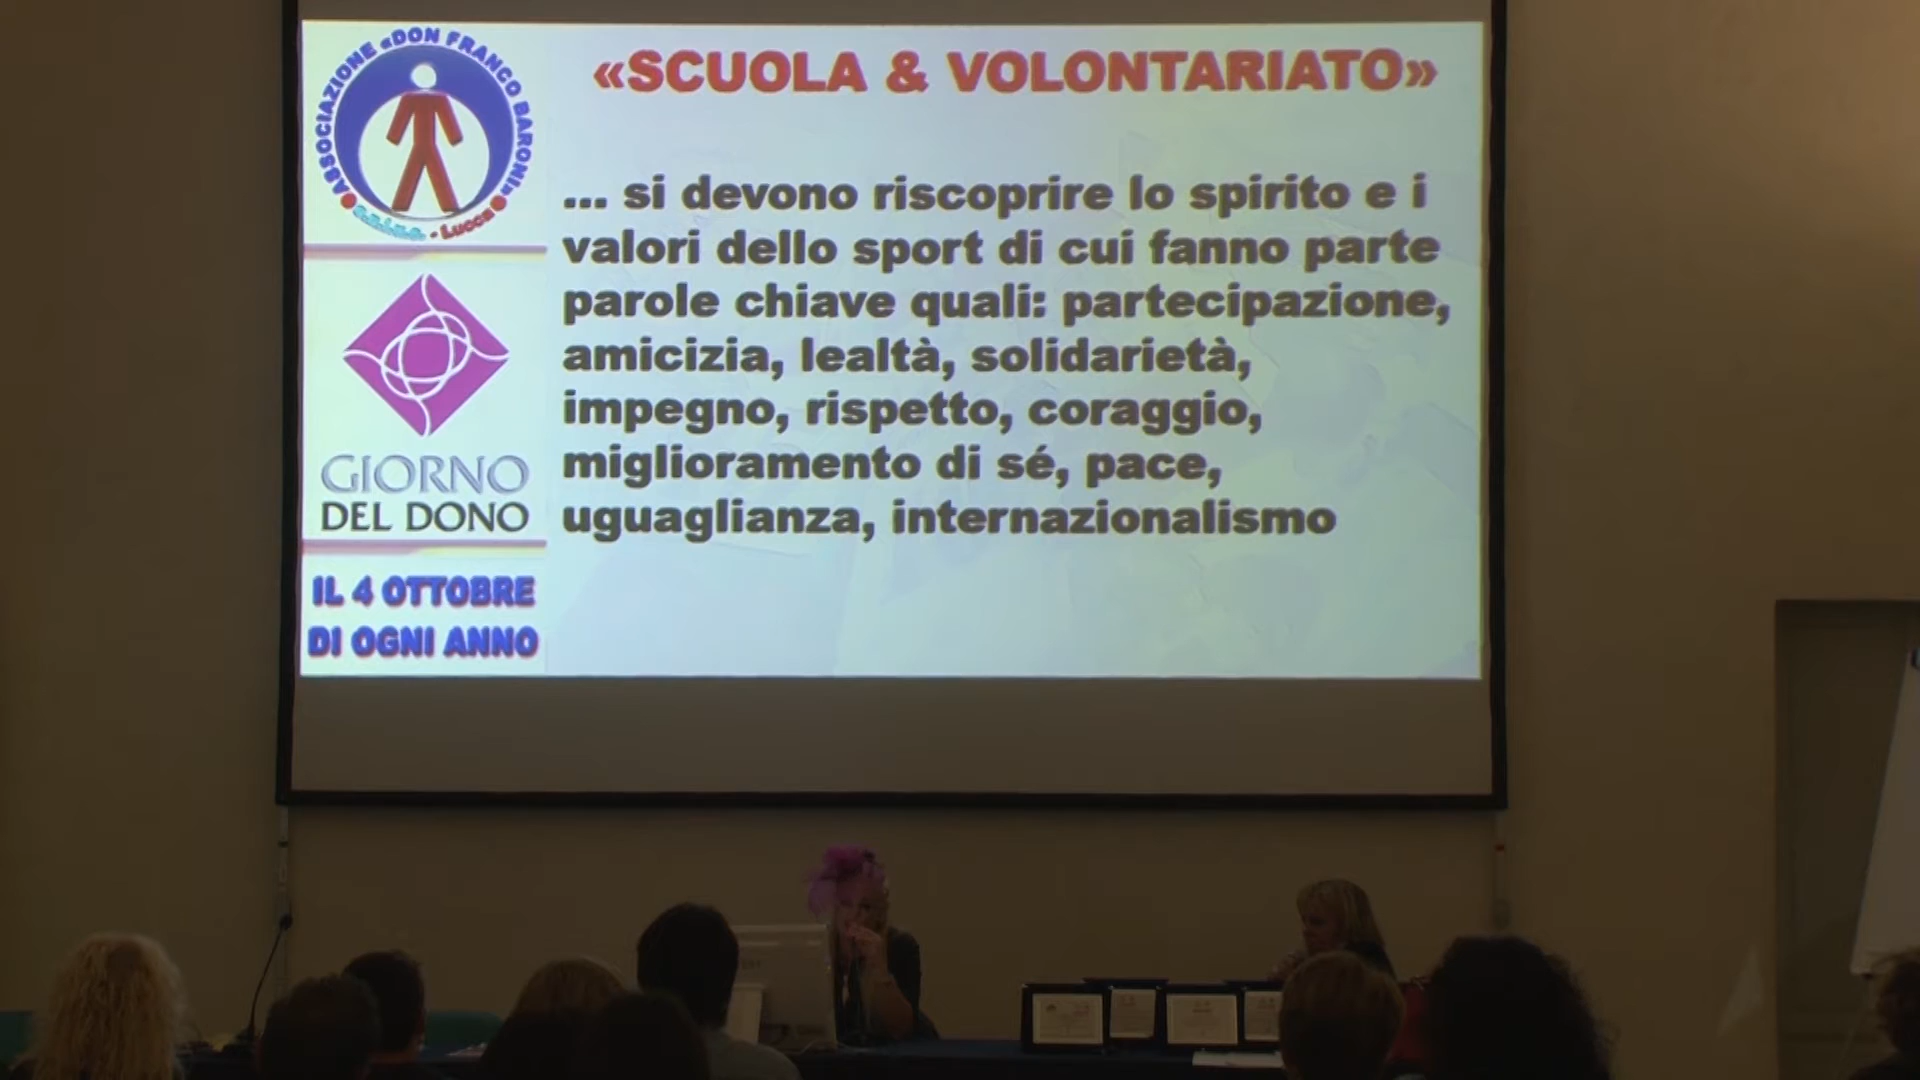 ASSOCIAZIONE «DON FRANCO BARONI»
- Lucca
GIORNO
DEL DONO
IL 4 OTTOBRE
DI OGNI ANNO
«SCUOLA & VOLONTARIATO»
... si devono riscoprire lo spirito e i
valori dello sport di cui fanno parte
parole chiave quali: partecipazione,
amicizia, lealtà, solidarietà,
impegno, rispetto, coraggio,
miglioramento di sé, pace,
uguaglianza, internazionalismo